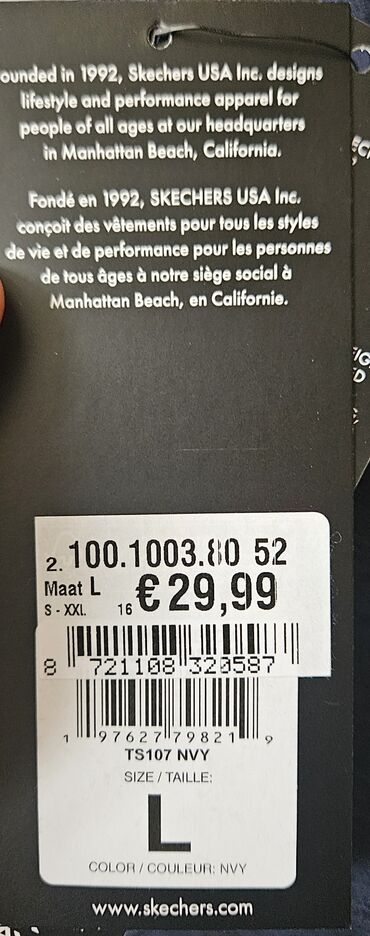 ounded in 1992, Skechers USA Inc. designs
lifestyle and performance apparel for
people of all ages at our headquarters
in Manhattan Beach, California.
Fondé en 1992, SKECHERS USA Inc.
conçoit des vêtements pour tous les styles
de vie et de performance pour les personnes
de tous âges à notre siège social à
Manhattan Beach, en Californie.
2. 100.1003.80 52
Maat L
S - XXL 16 € 29,99
8 721108 320587
1 97627 79821 9
TS107 NVY
SIZE / TAILLE:
L
COLOR / COULEUR: NVY
www.skechers.com